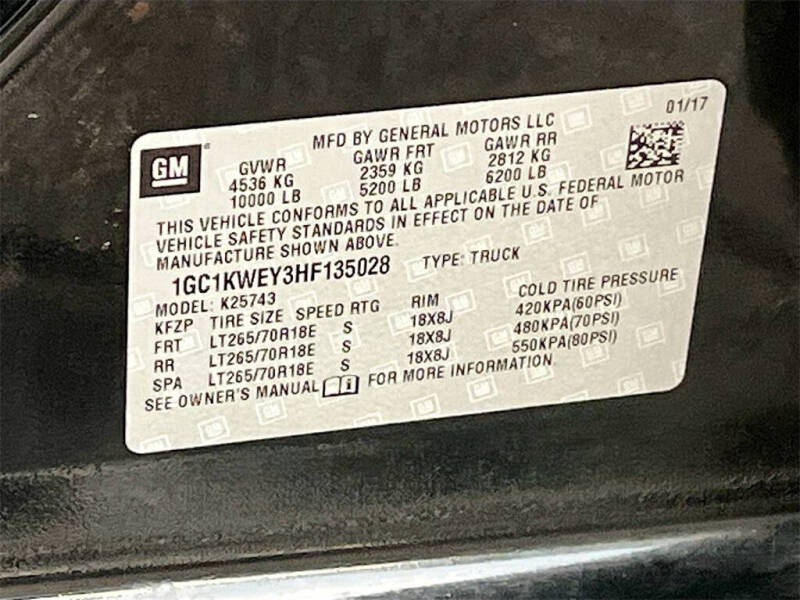 01/17
MFD BY GENERAL MOTORS LLC
GM
GVWR GAWR FRT GAWR RR
4536 KG 2359 KG 2812 KG
10000 LB 5200 LB 6200 LB
THIS VEHICLE CONFORMS TO ALL APPLICABLE U.S. FEDERAL MOTOR
VEHICLE SAFETY STANDARDS IN EFFECT ON THE DATE OF
MANUFACTURE SHOWN ABOVE.
1GC1KWEY3HF135028 TYPE: TRUCK
MODEL: K25743
KFZP TIRE SIZE SPEED RTG RIM COLD TIRE PRESSURE
FRT LT265/70R18E S 18X8J 420KPA(60PSI)
RR LT265/70R18E S 18X8J 480KPA(70PSI)
SPA LT265/70R18E S 18X8J 550KPA(80PSI)
SEE OWNER'S MANUAL FOR MORE INFORMATION.